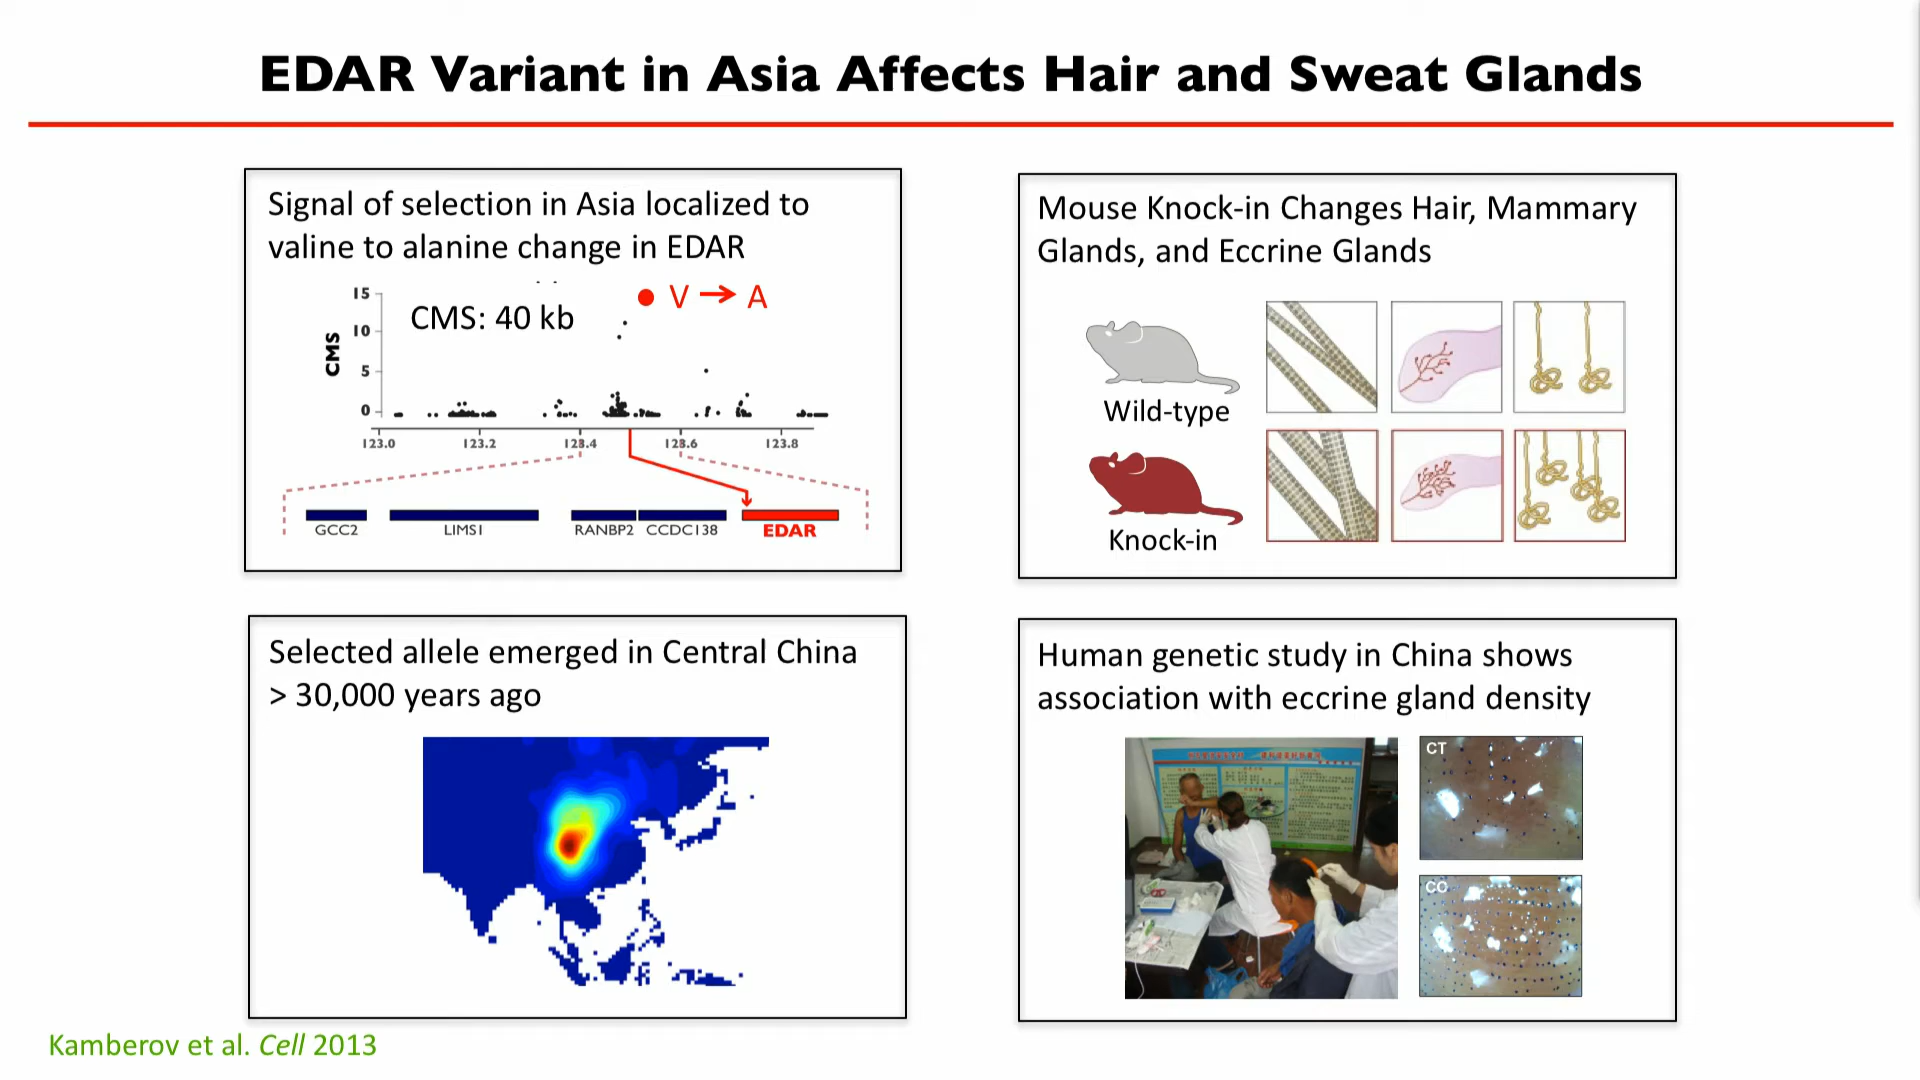 EDAR Variant in Asia Affects Hair and Sweat Glands
Signal of selection in Asia localized to
valine to alanine change in EDAR
V → A
CMS: 40 kb
CMS
15
10
5
0
123.0 123.2 123.4 123.6 123.8
GCC2 LIMS1 RANBP2 CCDC138 EDAR
Mouse Knock-in Changes Hair, Mammary
Glands, and Eccrine Glands
Wild-type
Knock-in
Selected allele emerged in Central China
> 30,000 years ago
Human genetic study in China shows
association with eccrine gland density
CT
CC
Kamberov et al. Cell 2013